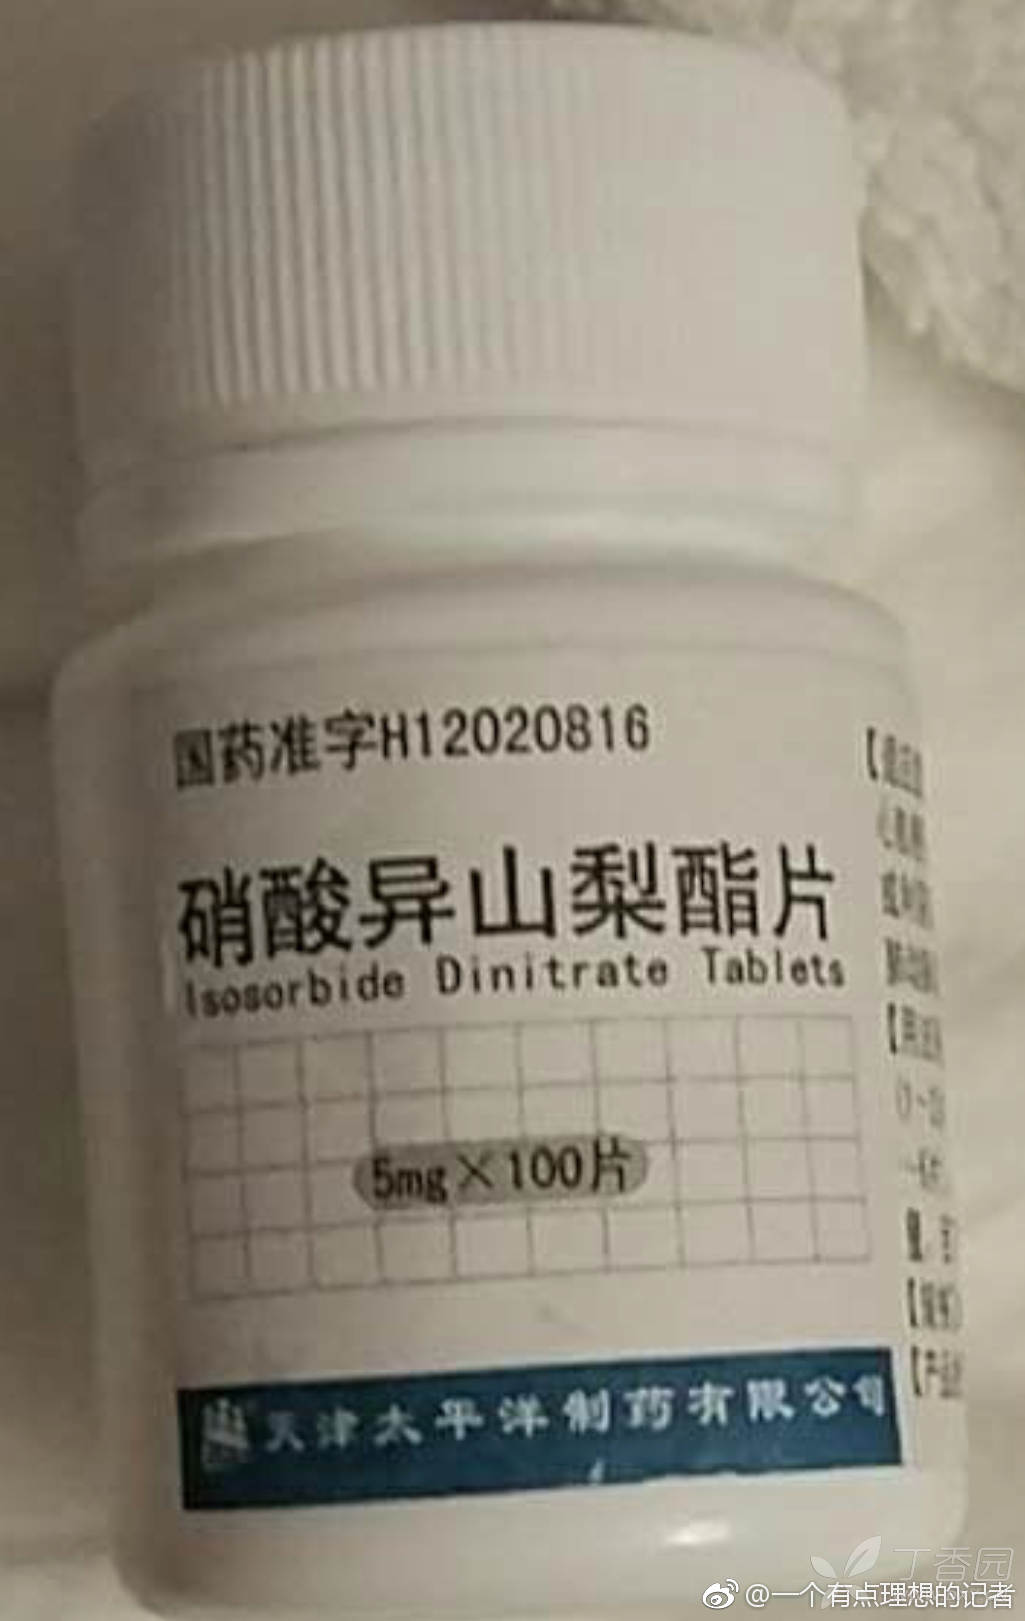 国药准字H12020816
硝酸异山梨酯片
Isosorbide Dinitrate Tablets
5mg×100片
天津太平洋制药有限公司
丁香园
@一个有点理想的记者